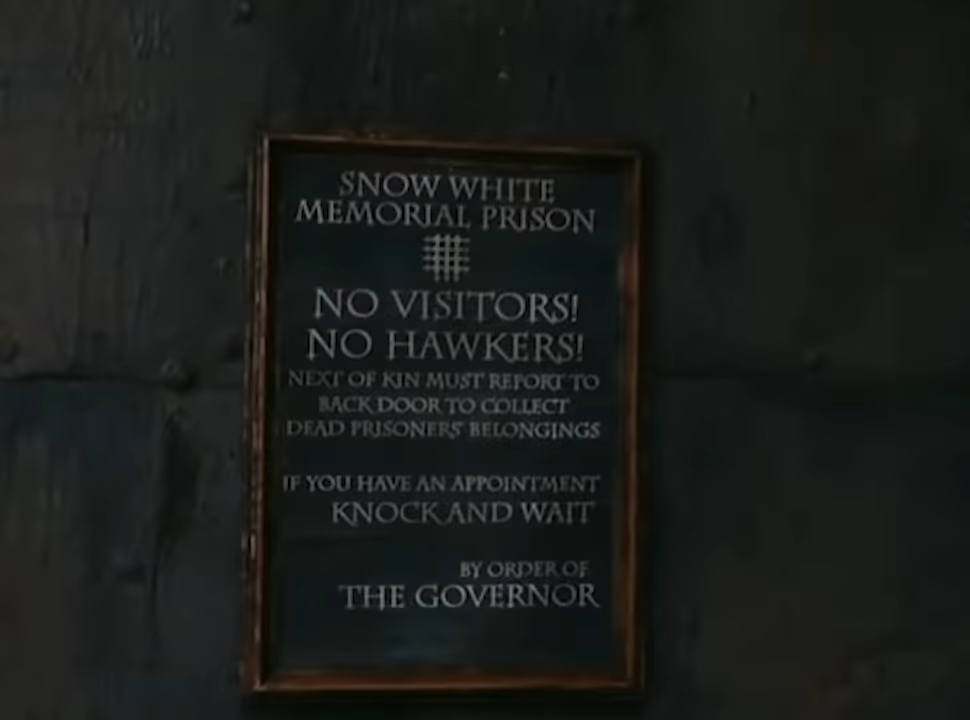 SNOW WHITE
MEMORIAL PRISON
NO VISITORS!
NO HAWKERS!
NEXT OF KIN MUST REPORT TO
BACK DOOR TO COLLECT
DEAD PRISONERS' BELONGINGS
IF YOU HAVE AN APPOINTMENT
KNOCK AND WAIT
BY ORDER OF
THE GOVERNOR